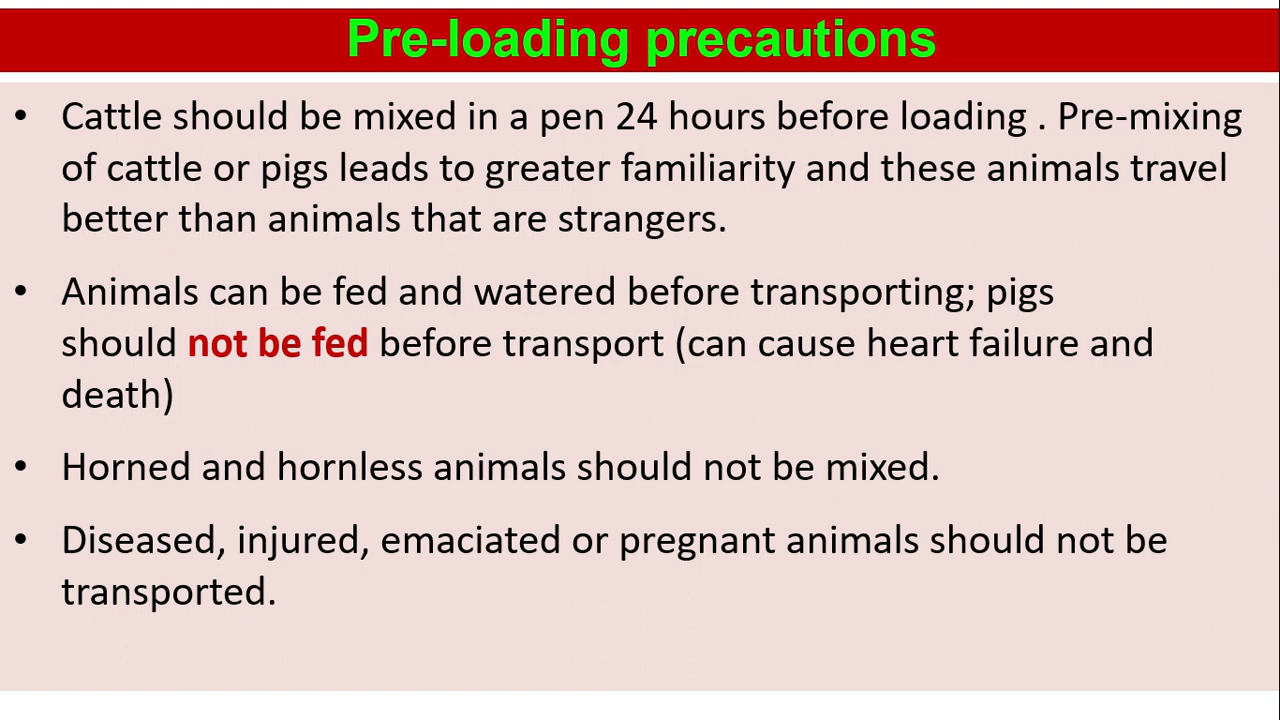 Pre-loading precautions
• Cattle should be mixed in a pen 24 hours before loading . Pre-mixing
of cattle or pigs leads to greater familiarity and these animals travel
better than animals that are strangers.
• Animals can be fed and watered before transporting; pigs
should not be fed before transport (can cause heart failure and
death)
• Horned and hornless animals should not be mixed.
• Diseased, injured, emaciated or pregnant animals should not be
transported.